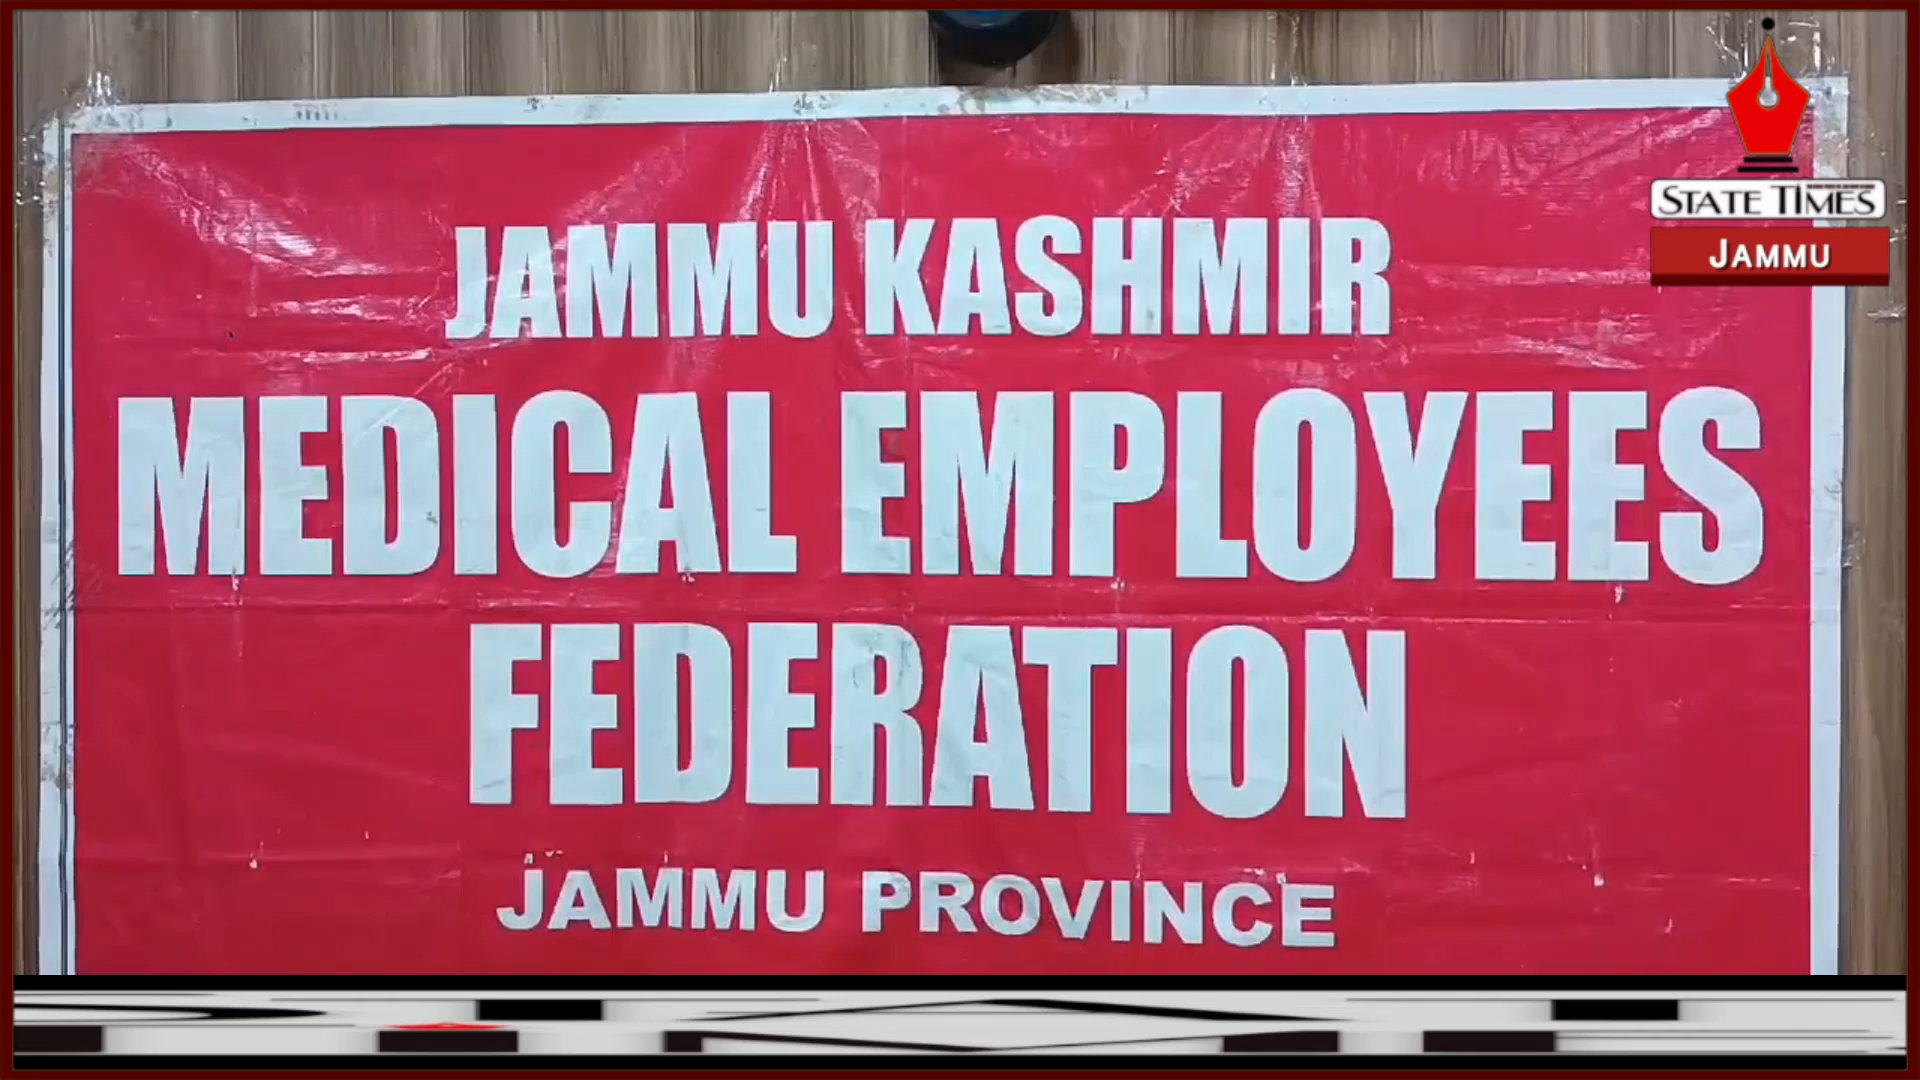 JAMMU KASHMIR
MEDICAL EMPLOYEES
FEDERATION
JAMMU PROVINCE
STATE TIMES
JAMMU